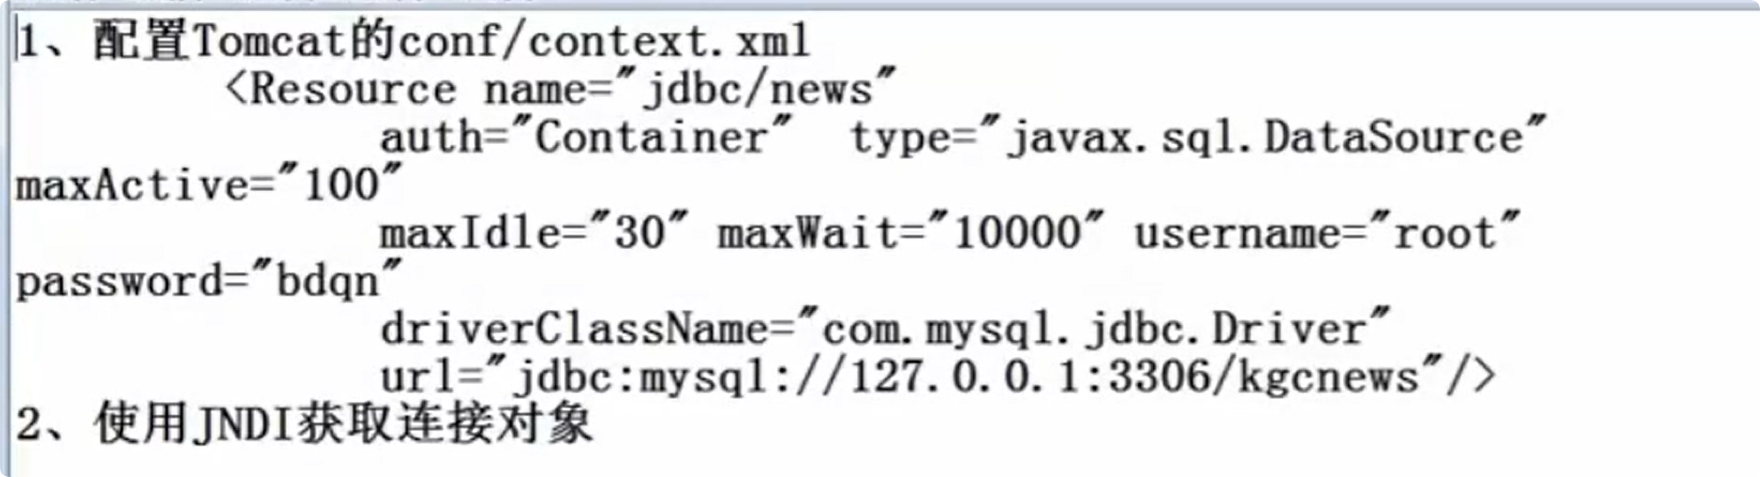 1、配置Tomcat的conf/context.xml
<Resource name="jdbc/news"
auth="Container"  type="javax.sql.DataSource"
maxActive="100"
maxIdle="30" maxWait="10000" username="root"
password="bdqn"
driverClassName="com.mysql.jdbc.Driver"
url="jdbc:mysql://127.0.0.1:3306/kgcnews"/>
2、使用JNDI获取连接对象